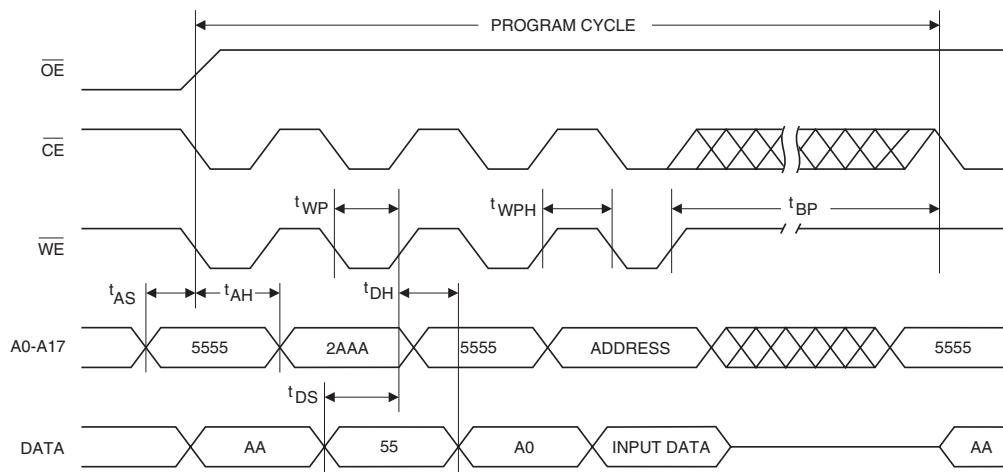 PROGRAM CYCLE
OE
CE
tWP
tWPH
tBP
WE
tAS
tAH
tDH
A0-A17
5555
2AAA
5555
ADDRESS
5555
tDS
DATA
AA
55
A0
INPUT DATA
AA